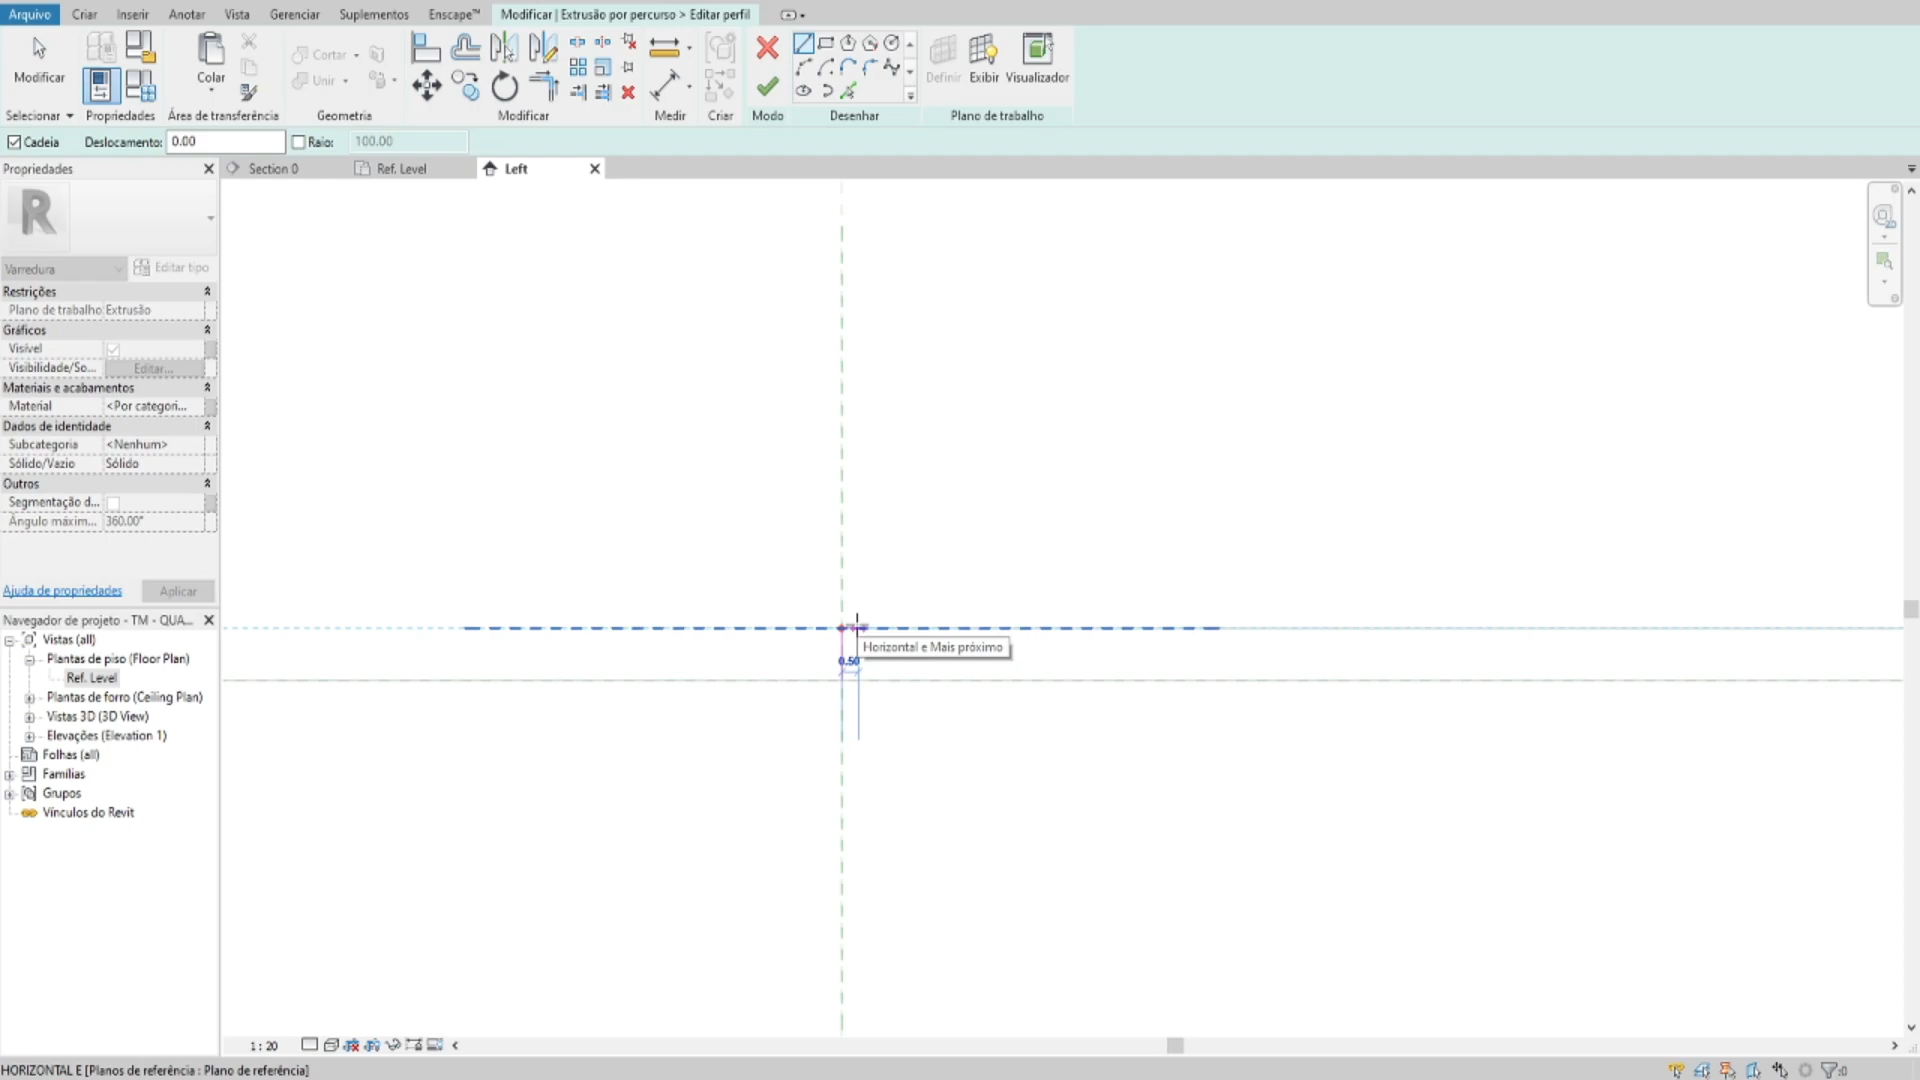 Arquivo Criar Inserir Anotar Vista Gerenciar Suplementos Enscape™ Modificar | Extrusão por percurso > Editar perfil
Modificar Colar Cortar Unir Definir Exibir Visualizador
Selecionar Propriedades Área de transferência Geometria Modificar Medir Criar Modo Desenhar Plano de trabalho
Cadeia Deslocamento: 0.00 Raio: 100.00
Propriedades Section 0 Ref. Level Left
R
Varredura Editar tipo
Restrições
Plano de trabalho Extrusão
Gráficos
Visível
Visibilidade/So... Editar...
Materiais e acabamentos
Material <Por categori...
Dados de identidade
Subcategoria <Nenhum>
Sólido/Vazio Sólido
Outros
Segmentação d...
Ângulo máxim... 360.00°
Ajuda de propriedades Aplicar
Navegador de projeto - TM - QUA...
Vistas (all)
Plantas de piso (Floor Plan)
Ref. Level
Plantas de forro (Ceiling Plan)
Vistas 3D (3D View)
Elevações (Elevation 1)
Folhas (all)
Famílias
Grupos
Vínculos do Revit
Horizontal e Mais próximo
0.50
2D
1 : 20
HORIZONTAL E [Planos de referência : Plano de referência]
:0